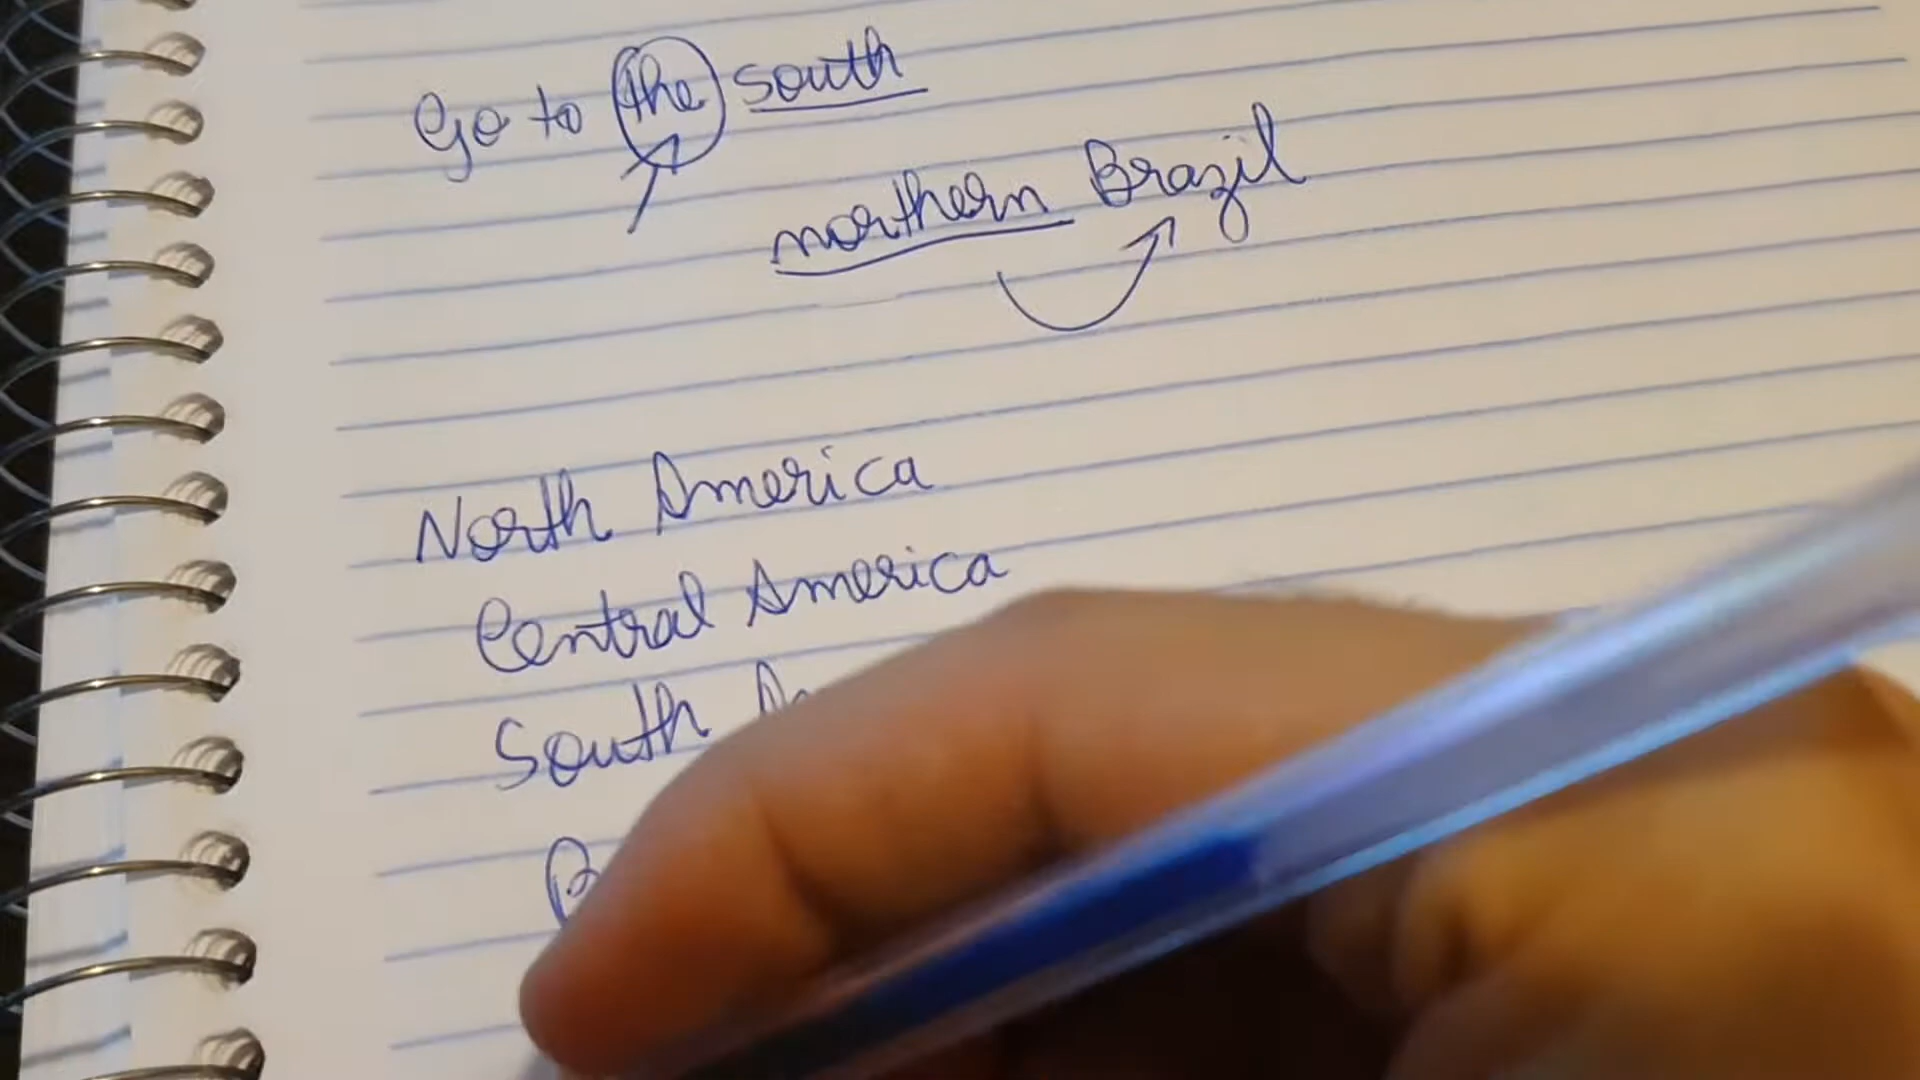 Go to the south
northern Brazil
North America
Central America
South